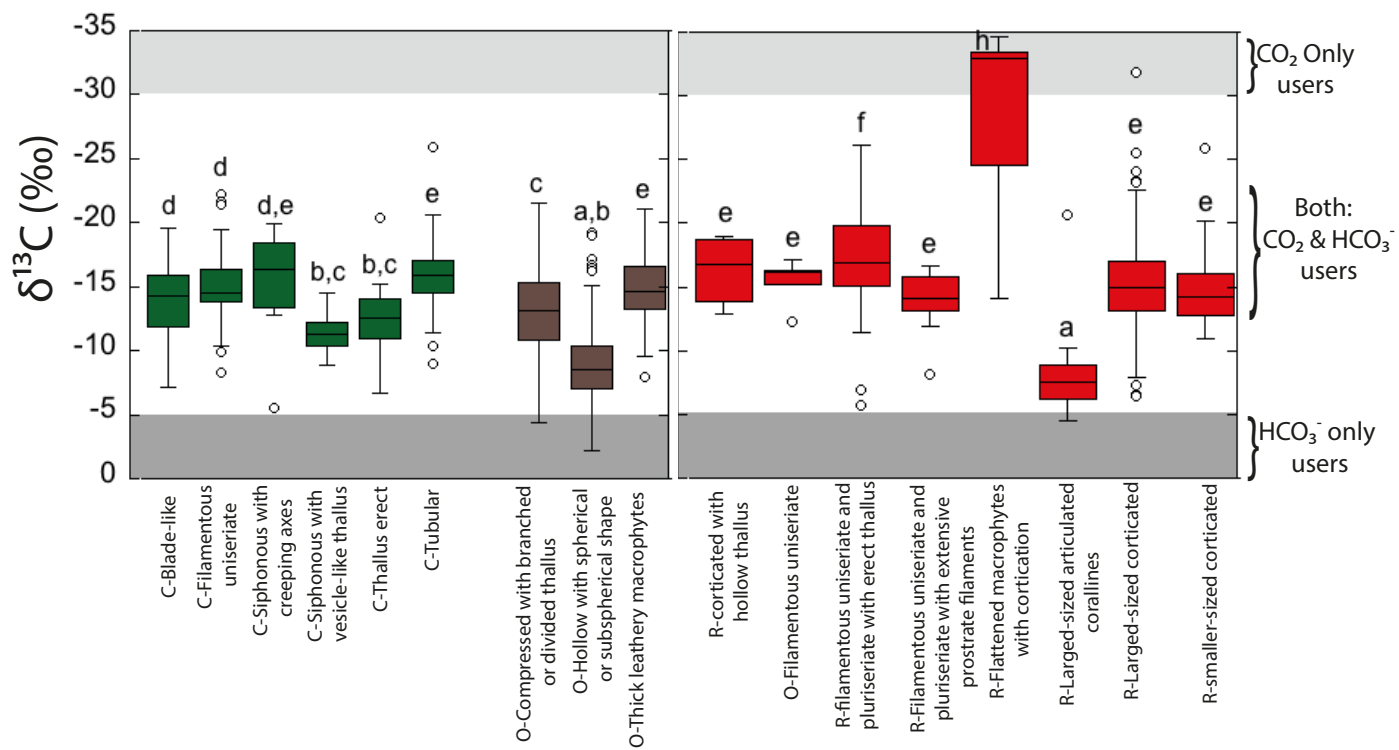 δ¹³C (‰)
-35
-30
-25
-20
-15
-10
-5
0
d
d
d,e
b,c
b,c
e
c
a,b
e
e
e
f
e
h
a
e
e
CO₂ Only
users
Both:
CO₂ & HCO₃⁻
users
HCO₃⁻ only
users
C-Blade-like
C-Filamentous
uniseriate
C-Siphonous with
creeping axes
C-Siphonous with
vesicle-like thallus
C-Thallus erect
C-Tubular
O-Compressed with branched
or divided thallus
O-Hollow with spherical
or subspherical shape
O-Thick leathery macrophytes
R-corticated with
hollow thallus
O-Filamentous uniseriate
R-filamentous uniseriate and
pluriseriate with erect thallus
R-Filamentous uniseriate and
pluriseriate with extensive
prostrate filaments
R-Flattened macrophytes
with cortication
R-Larged-sized articulated
corallines
R-Larged-sized corticated
R-smaller-sized corticated